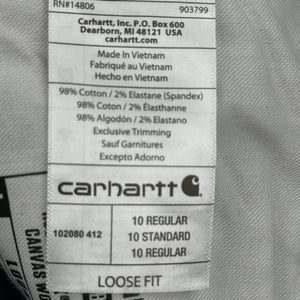 RN#14806 903799
Carhartt, Inc. P.O. Box 600
Dearborn, MI 48121 USA
carhartt.com
Made in Vietnam
Fabriqué au Vietnam
Hecho en Vietnam
98% Cotton / 2% Elastane (Spandex)
98% Coton / 2% Élasthanne
98% Algodón / 2% Elastano
Exclusive Trimming
Sauf Garnitures
Excepto Adorno
carhartt
102080 412
10 REGULAR
10 STANDARD
10 REGULAR
LOOSE FIT
CANVAS WO